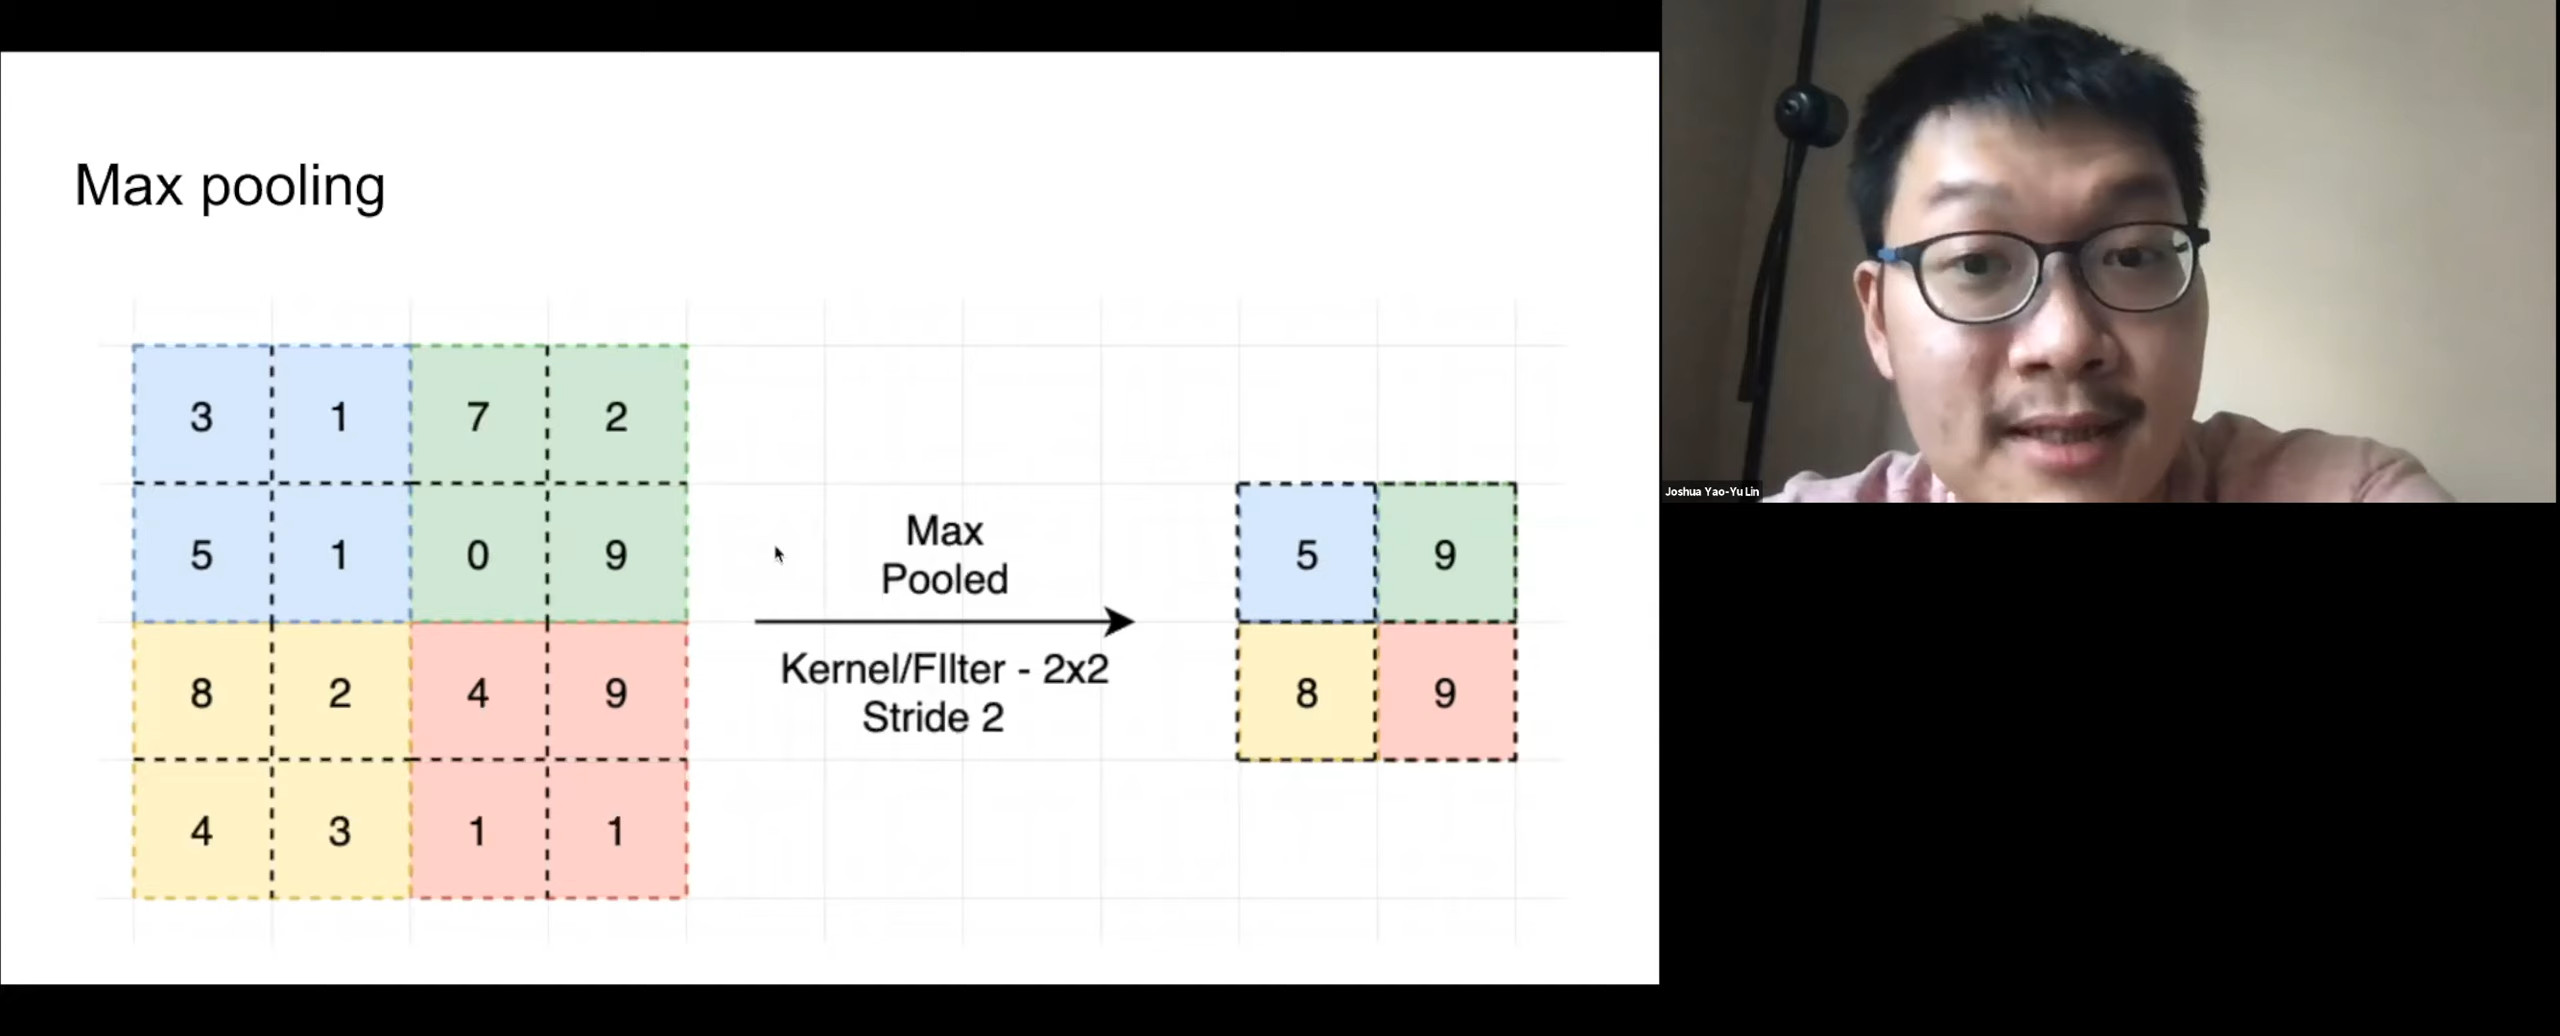 Max pooling
3 1 7 2
5 1 0 9
8 2 4 9
4 3 1 1
Max
Pooled
Kernel/FIlter - 2x2
Stride 2
5 9
8 9
Joshua Yao-Yu Lin